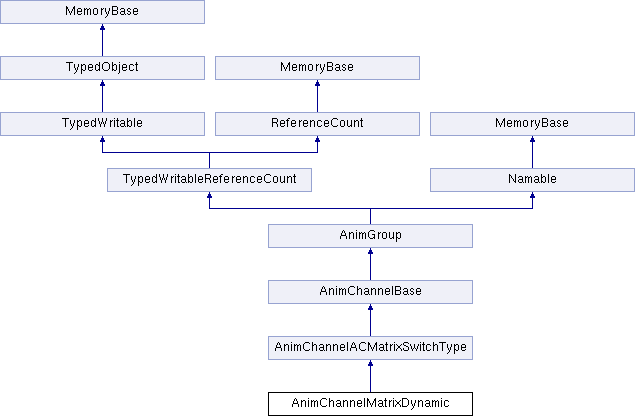 MemoryBase
TypedObject
MemoryBase
TypedWritable
ReferenceCount
MemoryBase
TypedWritableReferenceCount
Namable
AnimGroup
AnimChannelBase
AnimChannelACMatrixSwitchType
AnimChannelMatrixDynamic